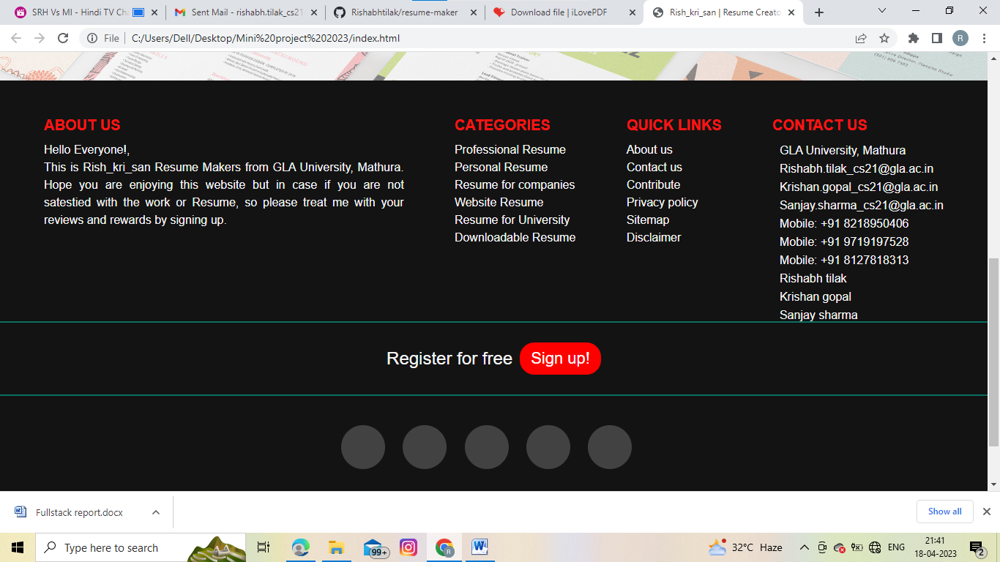 SRH Vs MI - Hindi TV Cha
Sent Mail - rishabh.tilak_cs21
Rishabhtilak/resume-maker
Download file | iLovePDF
Rish_kri_san | Resume Creato
File
C:/Users/Dell/Desktop/Mini%20project%202023/index.html
R
ABOUT US
Hello Everyone!,
This is Rish_kri_san Resume Makers from GLA University, Mathura.
Hope you are enjoying this website but in case if you are not
satestied with the work or Resume, so please treat me with your
reviews and rewards by signing up.
CATEGORIES
Professional Resume
Personal Resume
Resume for companies
Website Resume
Resume for University
Downloadable Resume
QUICK LINKS
About us
Contact us
Contribute
Privacy policy
Sitemap
Disclaimer
CONTACT US
GLA University, Mathura
Rishabh.tilak_cs21@gla.ac.in
Krishan.gopal_cs21@gla.ac.in
Sanjay.sharma_cs21@gla.ac.in
Mobile: +91 8218950406
Mobile: +91 9719197528
Mobile: +91 8127818313
Rishabh tilak
Krishan gopal
Sanjay sharma
Register for free
Sign up!
Fullstack report.docx
Show all
Type here to search
99+
R
32°C Haze
ENG
21:41
18-04-2023
2